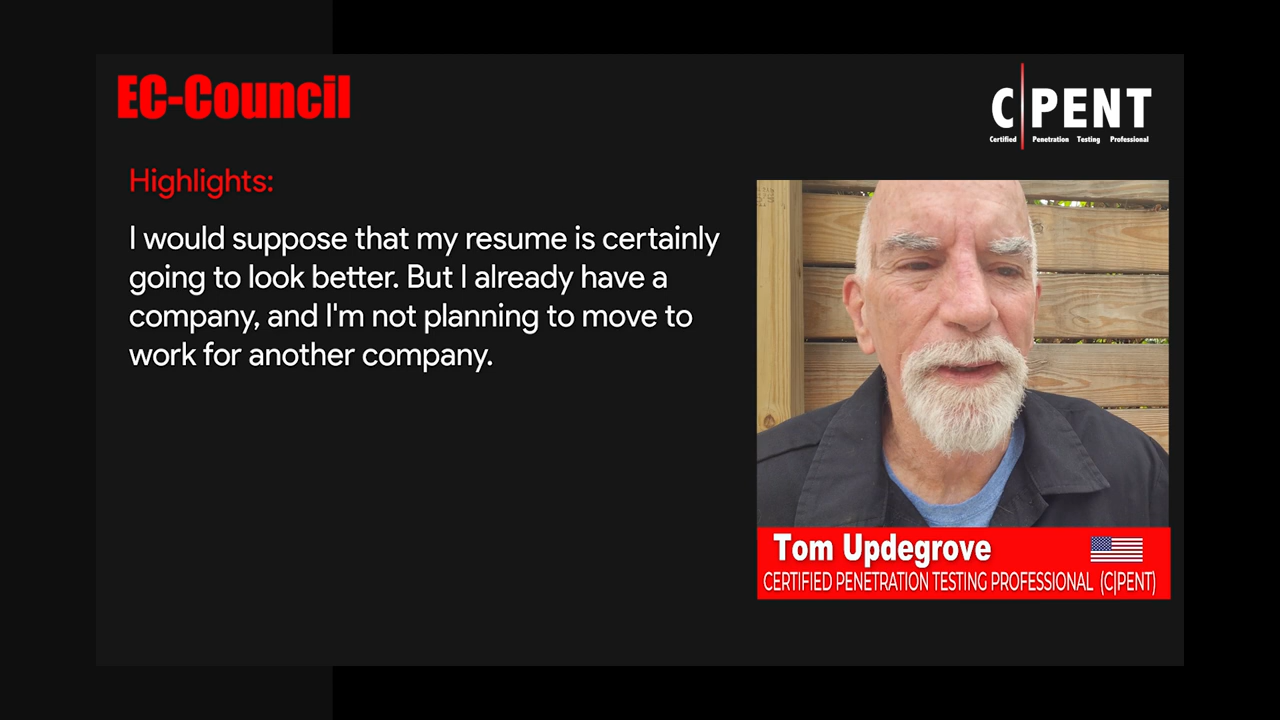 EC-Council
C|PENT
Certified Penetration Testing Professional
Highlights:
I would suppose that my resume is certainly
going to look better. But I already have a
company, and I'm not planning to move to
work for another company.
Tom Updegrove
CERTIFIED PENETRATION TESTING PROFESSIONAL (C|PENT)